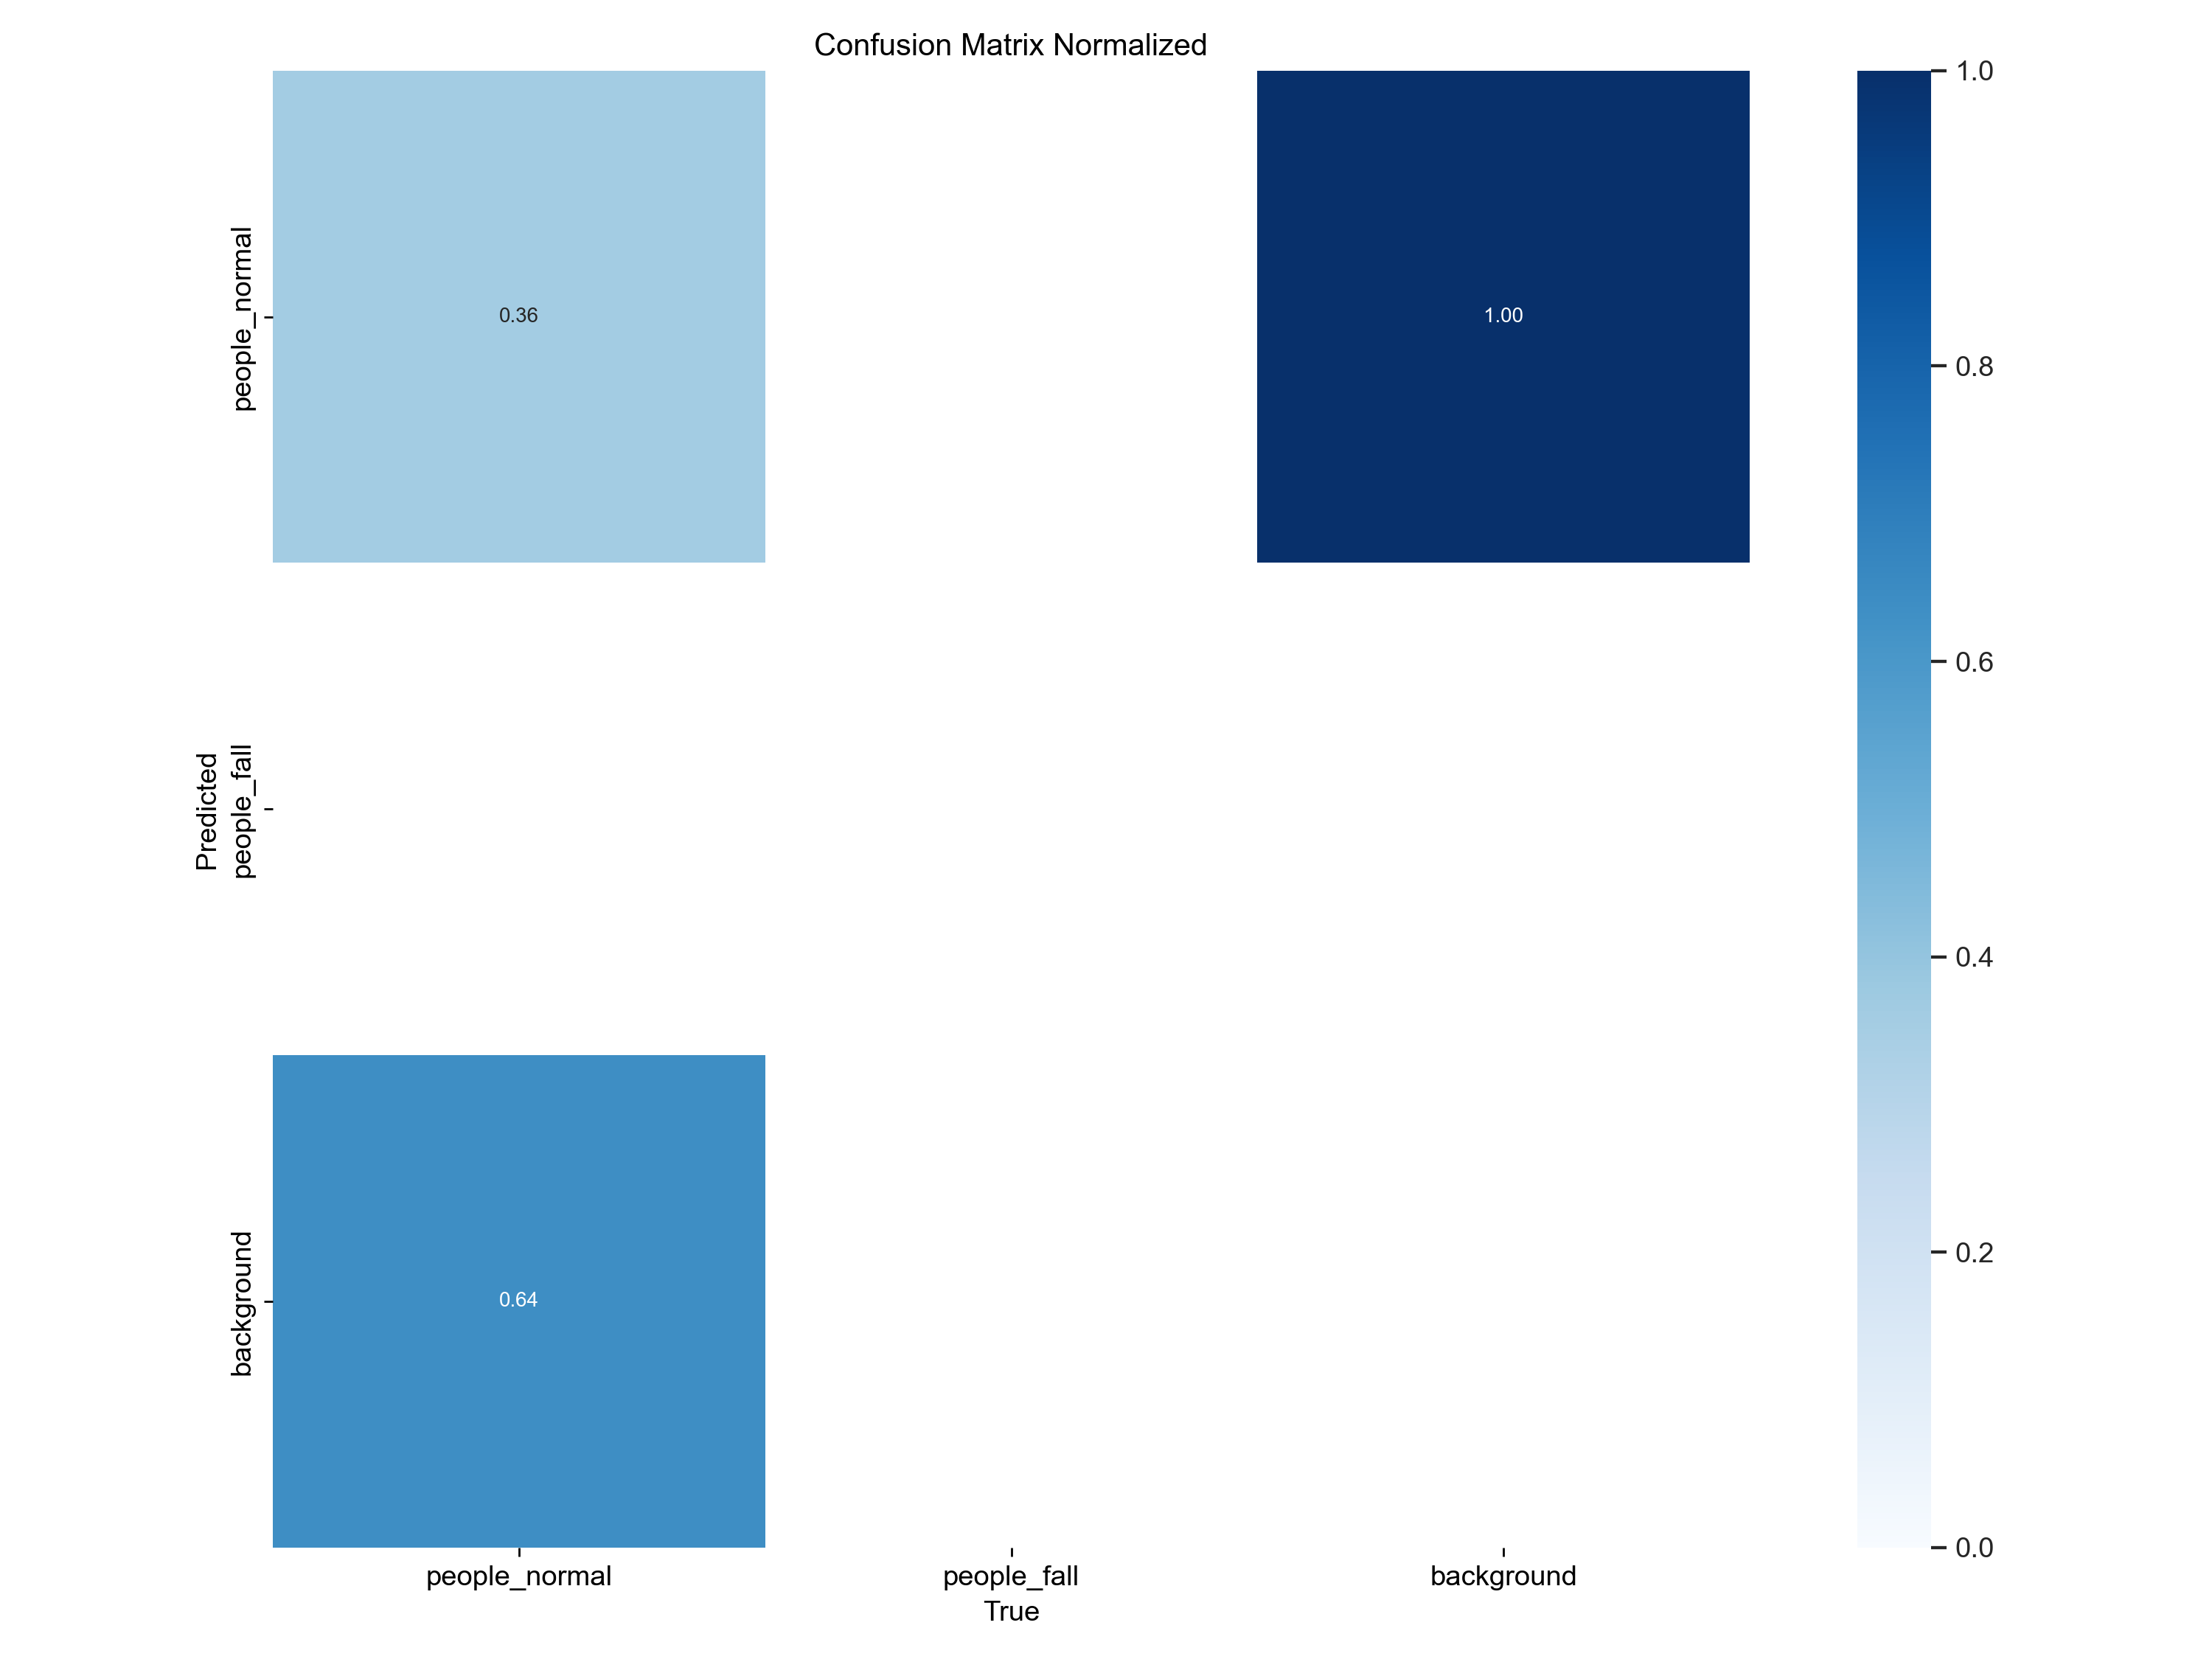 Confusion Matrix Normalized
people_normal
people_fall
background
Predicted
0.36
1.00
0.64
people_normal
people_fall
background
True
1.0
0.8
0.6
0.4
0.2
0.0